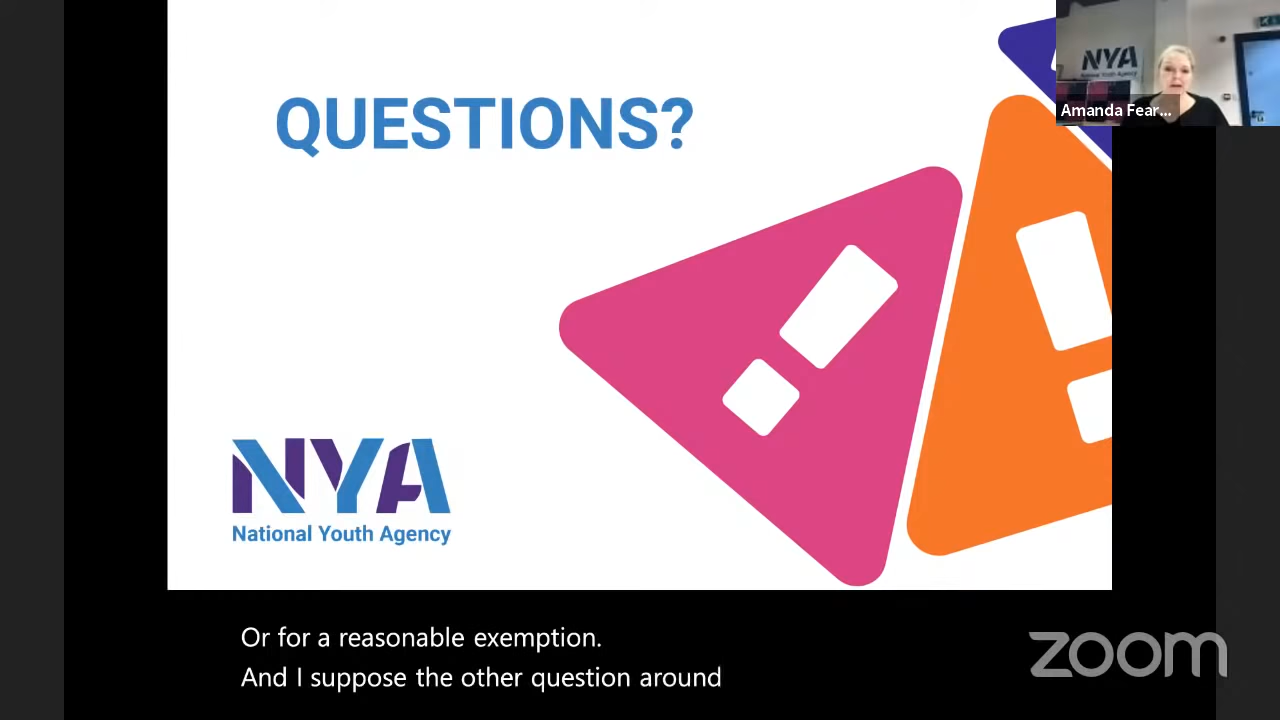 QUESTIONS?
NYA
Amanda Fear...
NYA
National Youth Agency
Or for a reasonable exemption.
And I suppose the other question around
zoom